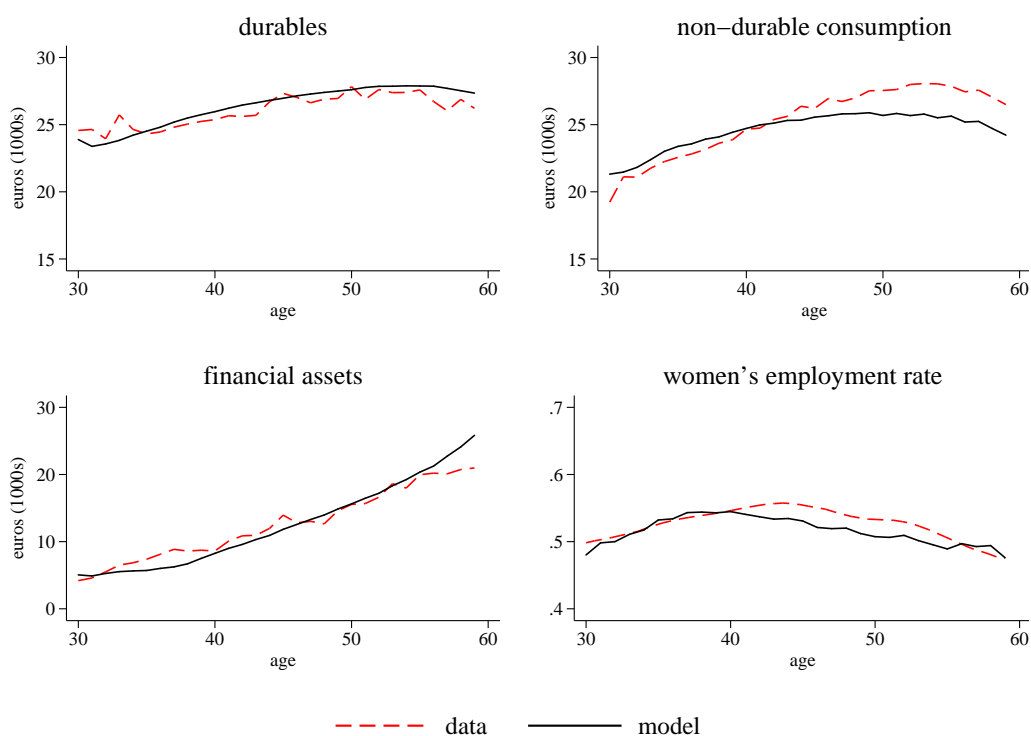 durables
30
25
20
15
euros (1000s)
30 40 50 60
age
non−durable consumption
30
25
20
15
euros (1000s)
30 40 50 60
age
financial assets
30
20
10
0
euros (1000s)
30 40 50 60
age
women's employment rate
.7
.6
.5
.4
30 40 50 60
age
data model